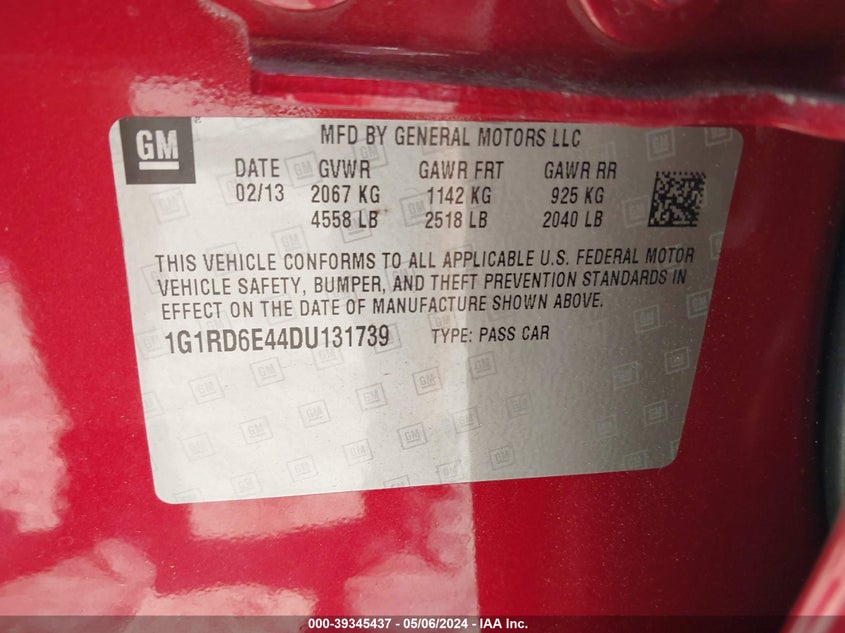 GM
MFD BY GENERAL MOTORS LLC
DATE GVWR GAWR FRT GAWR RR
02/13 2067 KG 1142 KG 925 KG
4558 LB 2518 LB 2040 LB
THIS VEHICLE CONFORMS TO ALL APPLICABLE U.S. FEDERAL MOTOR
VEHICLE SAFETY, BUMPER, AND THEFT PREVENTION STANDARDS IN
EFFECT ON THE DATE OF MANUFACTURE SHOWN ABOVE.
1G1RD6E44DU131739 TYPE: PASS CAR
000-39345437 - 05/06/2024 - IAA Inc.